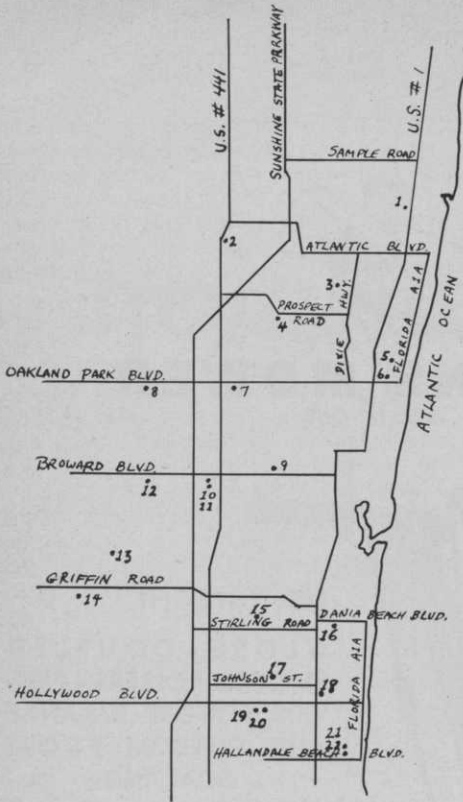 U.S. # 441
SUNSHINE STATE PARKWAY
U.S. # 1
SAMPLE ROAD
1
2
ATLANTIC BLVD.
3
HWY.
FLORIDA A1A
ATLANTIC OCEAN
PROSPECT
ROAD
4
DIXIE
5
6
OAKLAND PARK BLVD.
8
7
BROWARD BLVD.
9
12
10
11
13
GRIFFIN ROAD
14
15
DANIA BEACH BLVD.
STIRLING ROAD
16
17
JOHNSON ST.
18
HOLLYWOOD BLVD.
FLORIDA A1A
19
20
21
22
HALLANDALE BEACH BLVD.